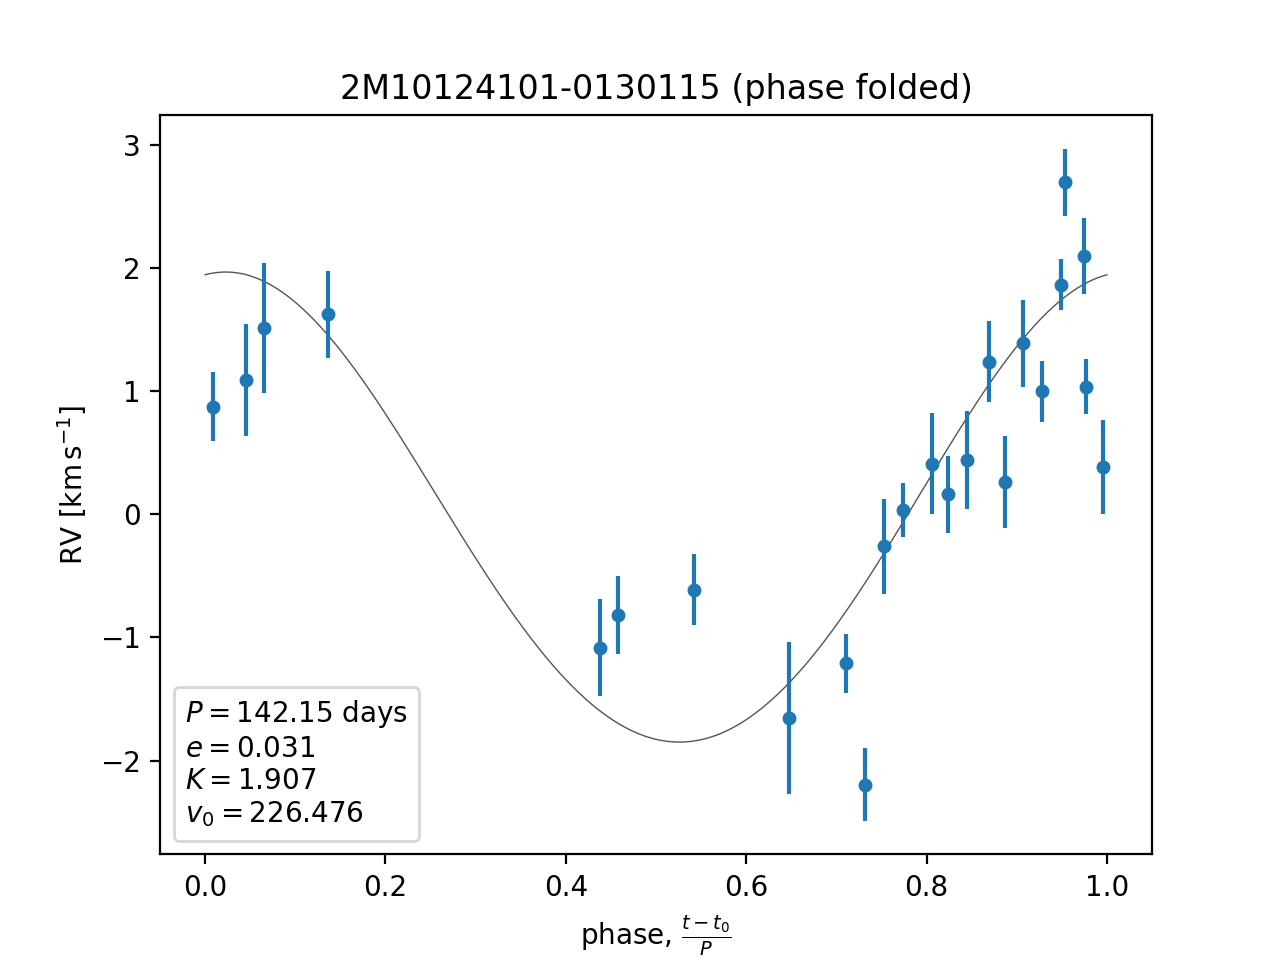 2M10124101-0130115 (phase folded)
RV [km s⁻¹]
3
2
1
0
−1
−2
P = 142.15 days
e = 0.031
K = 1.907
v₀ = 226.476
0.0 0.2 0.4 0.6 0.8 1.0
phase, (t − t₀)/P